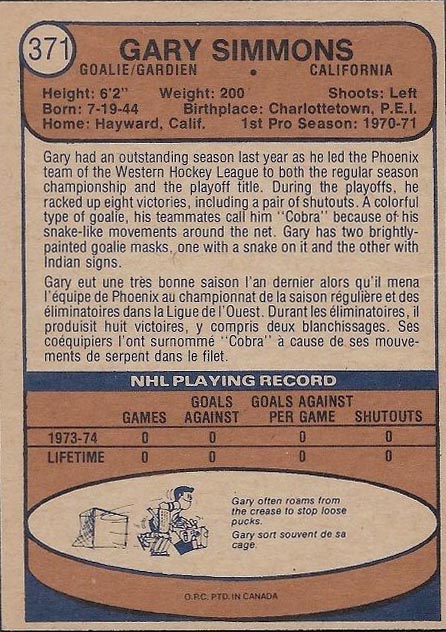 371
GARY SIMMONS
GOALIE/GARDIEN • CALIFORNIA
Height: 6'2" Weight: 200 Shoots: Left
Born: 7-19-44 Birthplace: Charlottetown, P.E.I.
Home: Hayward, Calif. 1st Pro Season: 1970-71
Gary had an outstanding season last year as he led the Phoenix
team of the Western Hockey League to both the regular season
championship and the playoff title. During the playoffs, he
racked up eight victories, including a pair of shutouts. A colorful
type of goalie, his teammates call him "Cobra" because of his
snake-like movements around the net. Gary has two brightly-
painted goalie masks, one with a snake on it and the other with
Indian signs.
Gary eut une très bonne saison l'an dernier alors qu'il mena
l'équipe de Phoenix au championnat de la saison régulière et des
éliminatoires dans la Ligue de l'Ouest. Durant les éliminatoires, il
produisit huit victoires, y compris deux blanchissages. Ses
coéquipiers l'ont surnommé "Cobra" à cause de ses mouve-
ments de serpent dans le filet.
NHL PLAYING RECORD
GAMES GOALS AGAINST GOALS AGAINST PER GAME SHUTOUTS
1973-74 0 0 0 0
LIFETIME 0 0 0 0
Gary often roams from
the crease to stop loose
pucks.
Gary sort souvent de sa
cage.
O.P.C. PTD. IN CANADA